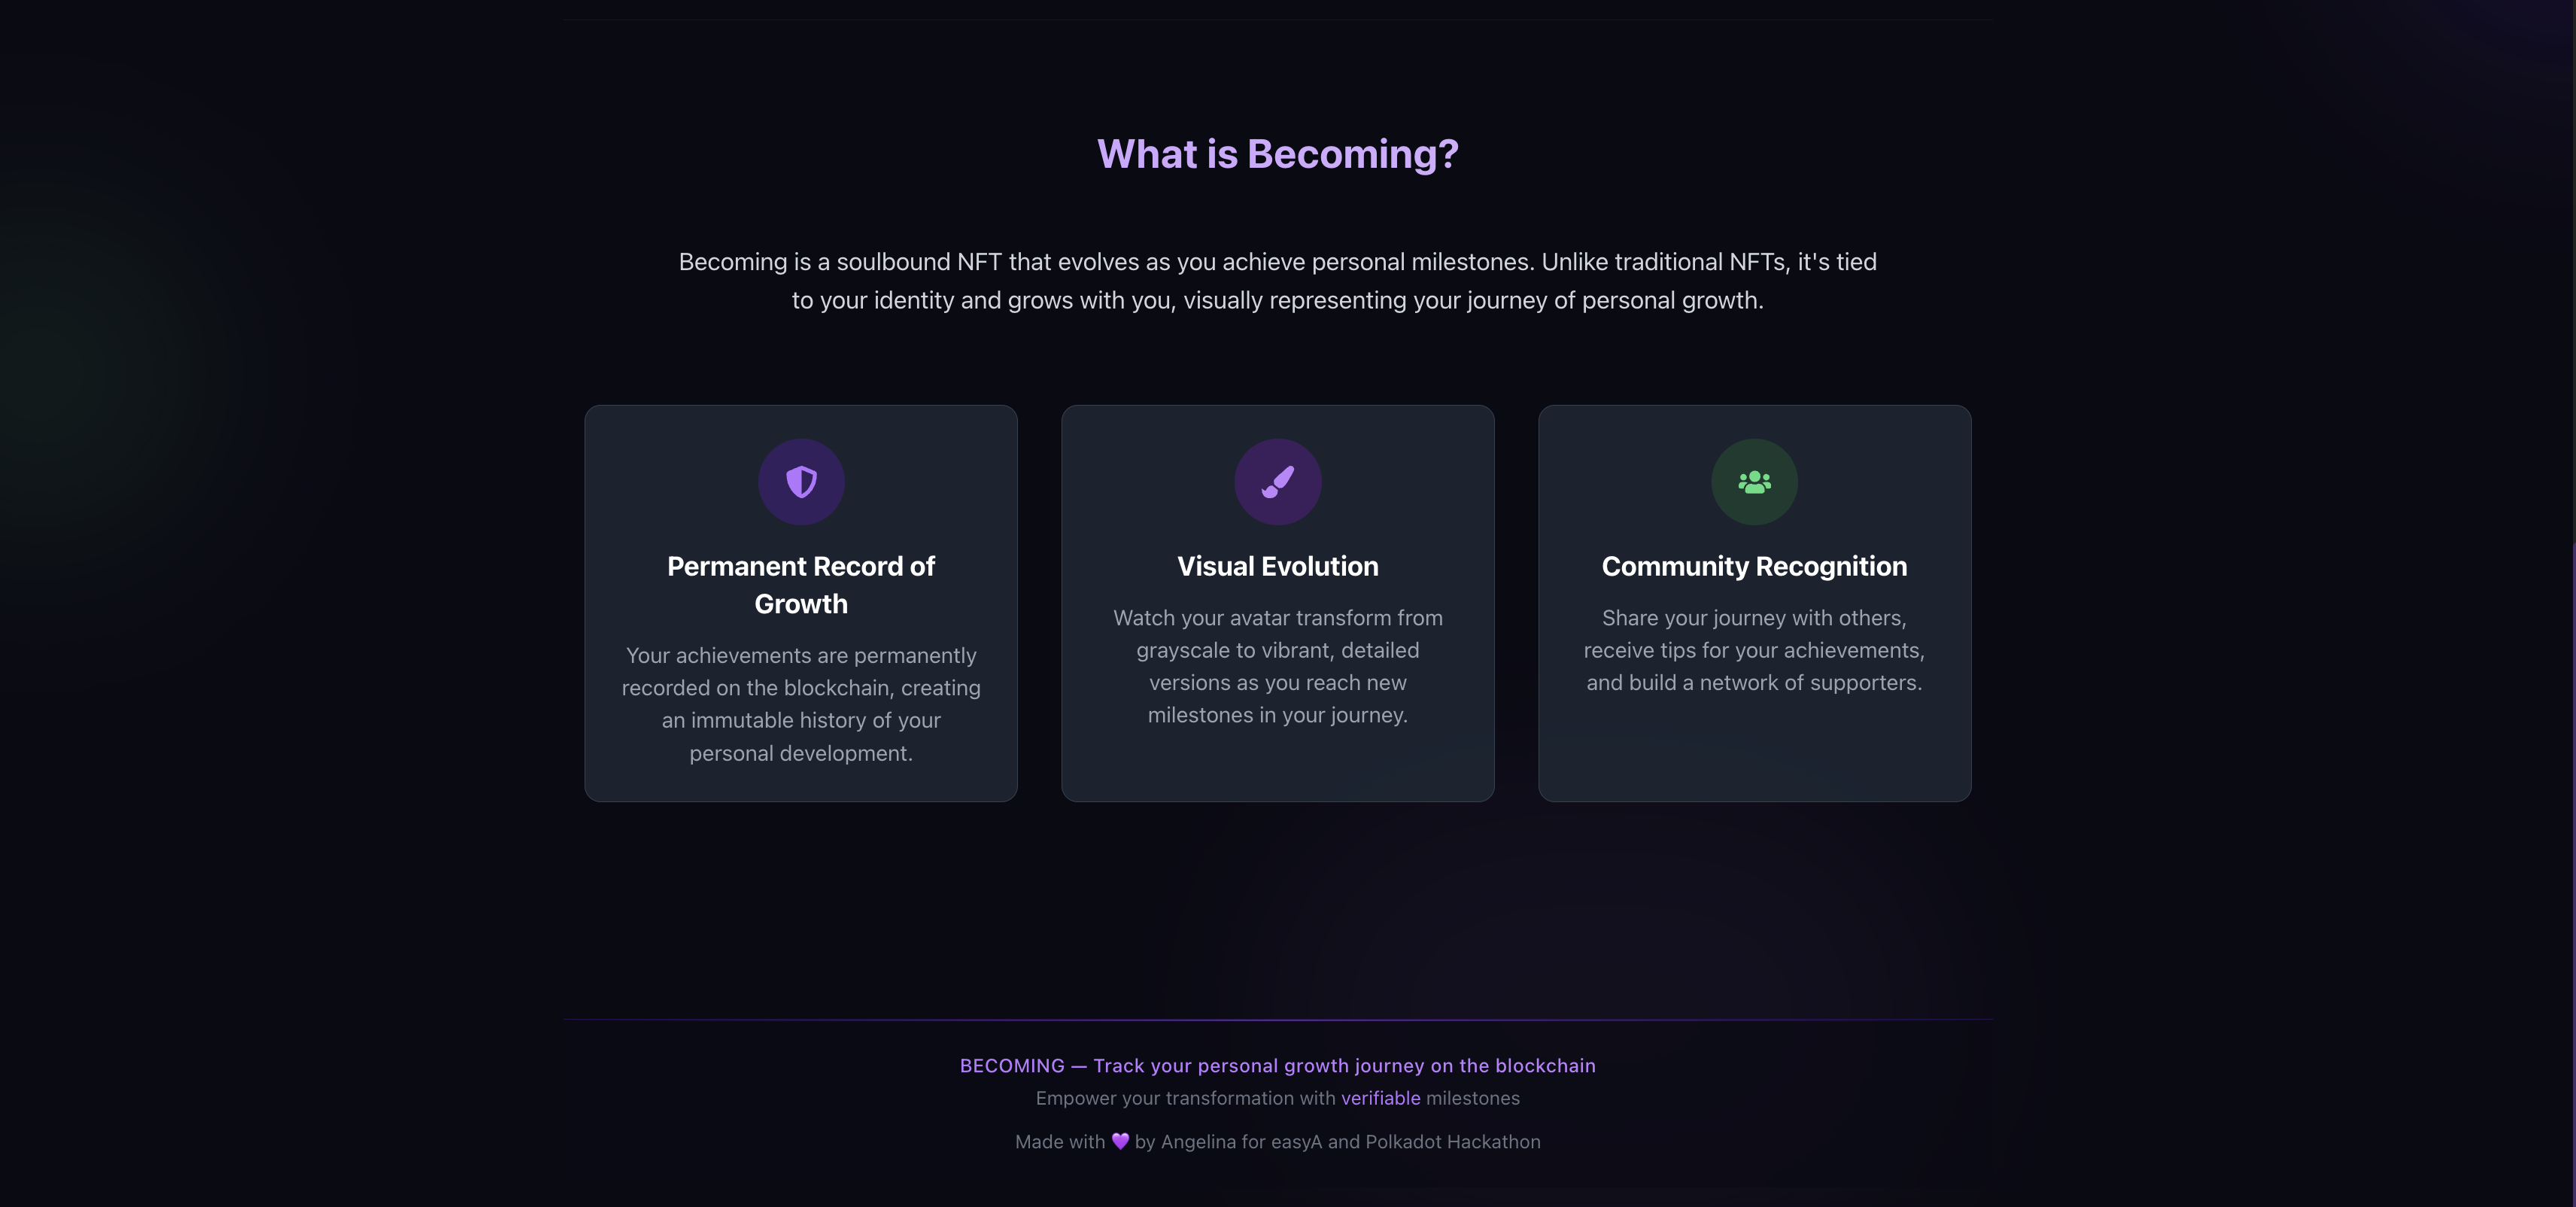 What is Becoming?
Becoming is a soulbound NFT that evolves as you achieve personal milestones. Unlike traditional NFTs, it's tied
to your identity and grows with you, visually representing your journey of personal growth.
Permanent Record of
Growth
Your achievements are permanently
recorded on the blockchain, creating
an immutable history of your
personal development.
Visual Evolution
Watch your avatar transform from
grayscale to vibrant, detailed
versions as you reach new
milestones in your journey.
Community Recognition
Share your journey with others,
receive tips for your achievements,
and build a network of supporters.
BECOMING — Track your personal growth journey on the blockchain
Empower your transformation with verifiable milestones
Made with 💜 by Angelina for easyA and Polkadot Hackathon